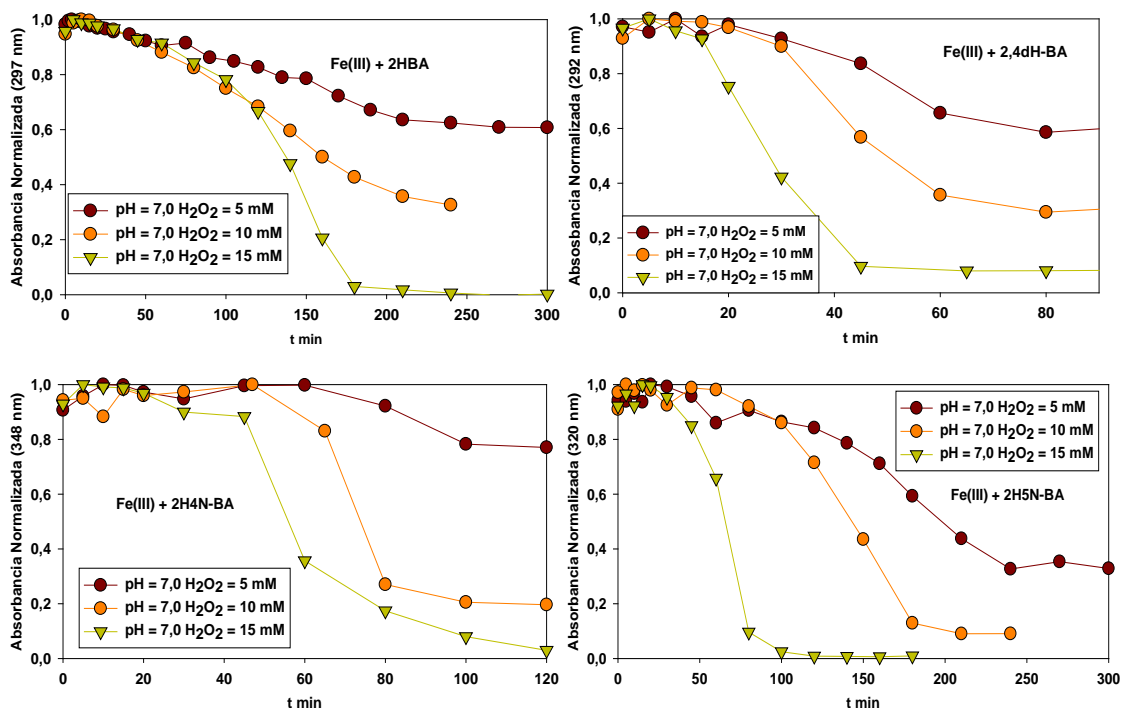 Absorbancia Normalizada (297 nm)
1,0
0,8
0,6
0,4
0,2
0,0
Fe(III) + 2HBA
pH = 7,0 H₂O₂ = 5 mM
pH = 7,0 H₂O₂ = 10 mM
pH = 7,0 H₂O₂ = 15 mM
0 50 100 150 200 250 300
t min
Absosbancia Normalizada (292 nm)
1,0
0,8
0,6
0,4
0,2
0,0
Fe(III) + 2,4dH-BA
pH = 7,0 H₂O₂ = 5 mM
pH = 7,0 H₂O₂ = 10 mM
pH = 7,0 H₂O₂ = 15 mM
0 20 40 60 80
t min
Absorbancia Normalizada (348 nm)
1,0
0,8
0,6
0,4
0,2
0,0
Fe(III) + 2H4N-BA
pH = 7,0 H₂O₂ = 5 mM
pH = 7,0 H₂O₂ = 10 mM
pH = 7,0 H₂O₂ = 15 mM
0 20 40 60 80 100 120
t min
Absorbancia Normalizada (320 nm)
1,0
0,8
0,6
0,4
0,2
0,0
pH = 7,0 H₂O₂ = 5 mM
pH = 7,0 H₂O₂ = 10 mM
pH = 7,0 H₂O₂ = 15 mM
Fe(III) + 2H5N-BA
0 50 100 150 200 250 300
t min